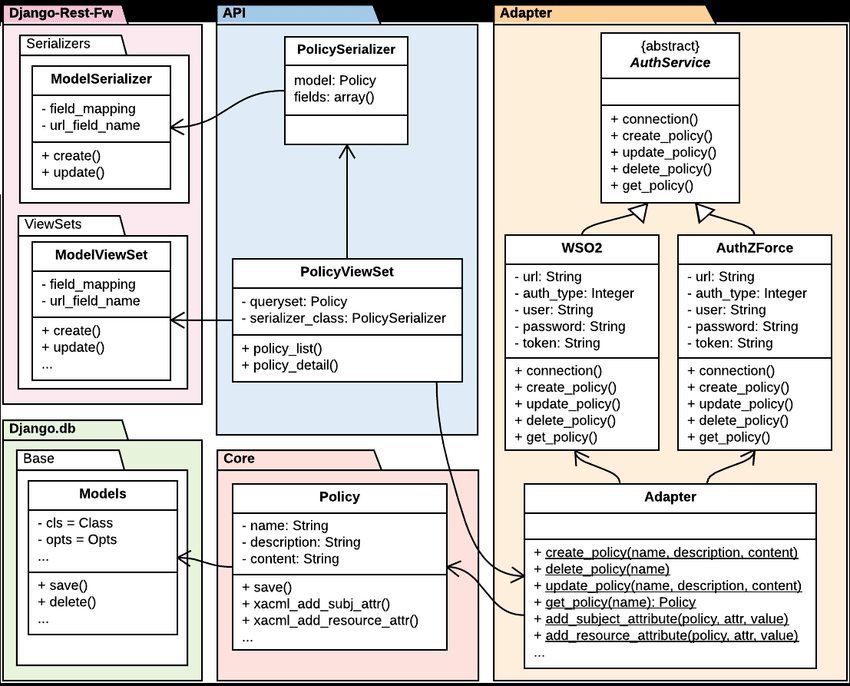 Django-Rest-Fw
Serializers
ModelSerializer
- field_mapping
- url_field_name
+ create()
+ update()
ViewSets
ModelViewSet
- field_mapping
- url_field_name
+ create()
+ update()
...
API
PolicySerializer
model: Policy
fields: array()
PolicyViewSet
- queryset: Policy
- serializer_class: PolicySerializer
+ policy_list()
+ policy_detail()
Adapter
{abstract}
AuthService
+ connection()
+ create_policy()
+ update_policy()
+ delete_policy()
+ get_policy()
WSO2
- url: String
- auth_type: Integer
- user: String
- password: String
- token: String
+ connection()
+ create_policy()
+ update_policy()
+ delete_policy()
+ get_policy()
AuthZForce
- url: String
- auth_type: Integer
- user: String
- password: String
- token: String
+ connection()
+ create_policy()
+ update_policy()
+ delete_policy()
+ get_policy()
Adapter
+ create_policy(name, description, content)
+ delete_policy(name)
+ update_policy(name, description, content)
+ get_policy(name): Policy
+ add_subject_attribute(policy, attr, value)
+ add_resource_attribute(policy, attr, value)
...
Django.db
Base
Models
- cls = Class
- opts = Opts
...
+ save()
+ delete()
...
Core
Policy
- name: String
- description: String
- content: String
+ save()
+ xacml_add_subj_attr()
+ xacml_add_resource_attr()
...